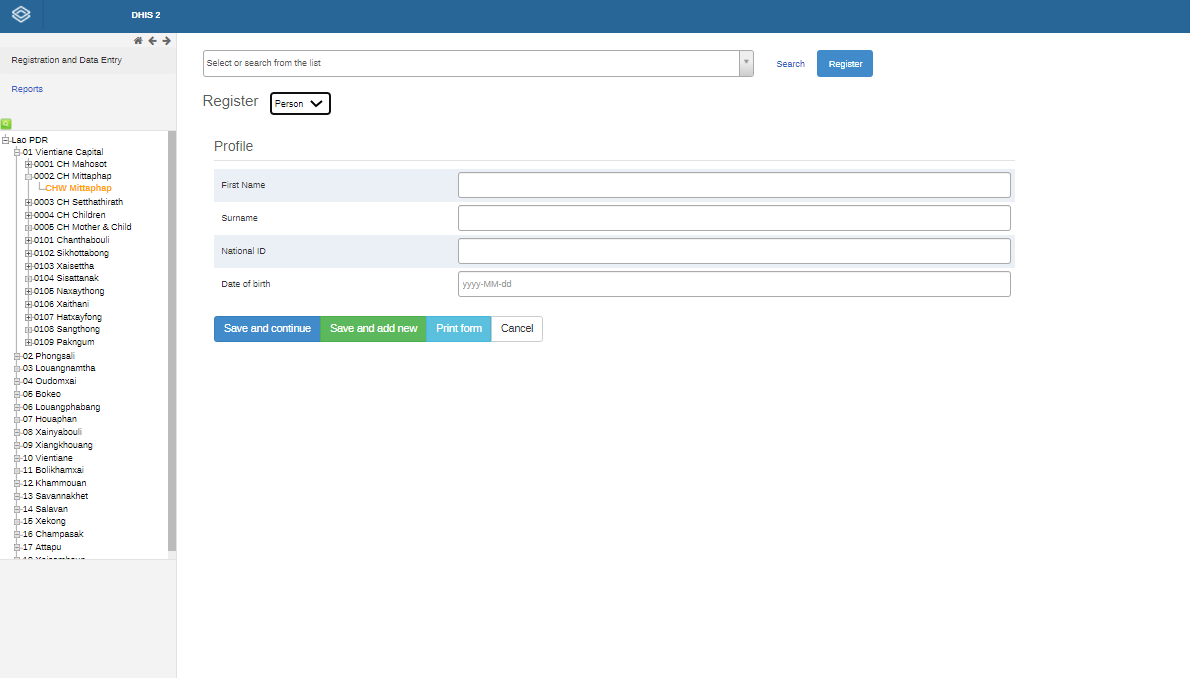 DHIS 2
Registration and Data Entry
Reports
Lao PDR
01 Vientiane Capital
0001 CH Mahosot
0002 CH Mittaphap
CHW Mittaphap
0003 CH Setthathirath
0004 CH Children
0005 CH Mother & Child
0101 Chanthabouli
0102 Sikhottabong
0103 Xaisettha
0104 Sisattanak
0105 Naxaythong
0106 Xaithani
0107 Hatxayfong
0108 Sangthong
0109 Pakngum
02 Phongsali
03 Louangnamtha
04 Oudomxai
05 Bokeo
06 Louangphabang
07 Houaphan
08 Xainyabouli
09 Xiangkhouang
10 Vientiane
11 Bolikhamxai
12 Khammouan
13 Savannakhet
14 Salavan
15 Xekong
16 Champasak
17 Attapu
Select or search from the list
Search
Register
Register Person
Profile
First Name
Surname
National ID
Date of birth yyyy-MM-dd
Save and continue Save and add new Print form Cancel